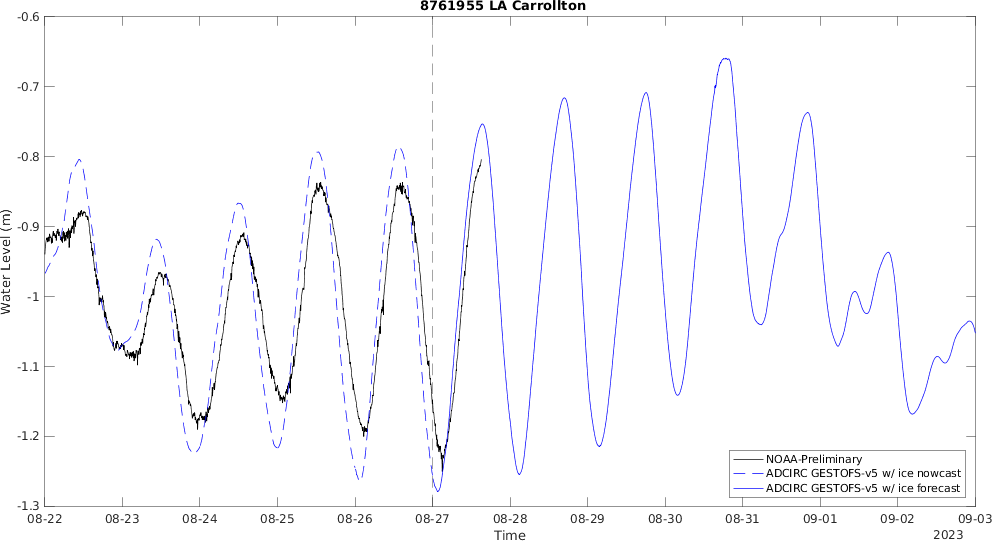 8761955 LA Carrollton
-0.6
-0.7
-0.8
-0.9
-1
-1.1
-1.2
-1.3
Water Level (m)
08-22 08-23 08-24 08-25 08-26 08-27 08-28 08-29 08-30 08-31 09-01 09-02 09-03
Time
2023
NOAA-Preliminary
ADCIRC GESTOFS-v5 w/ ice nowcast
ADCIRC GESTOFS-v5 w/ ice forecast